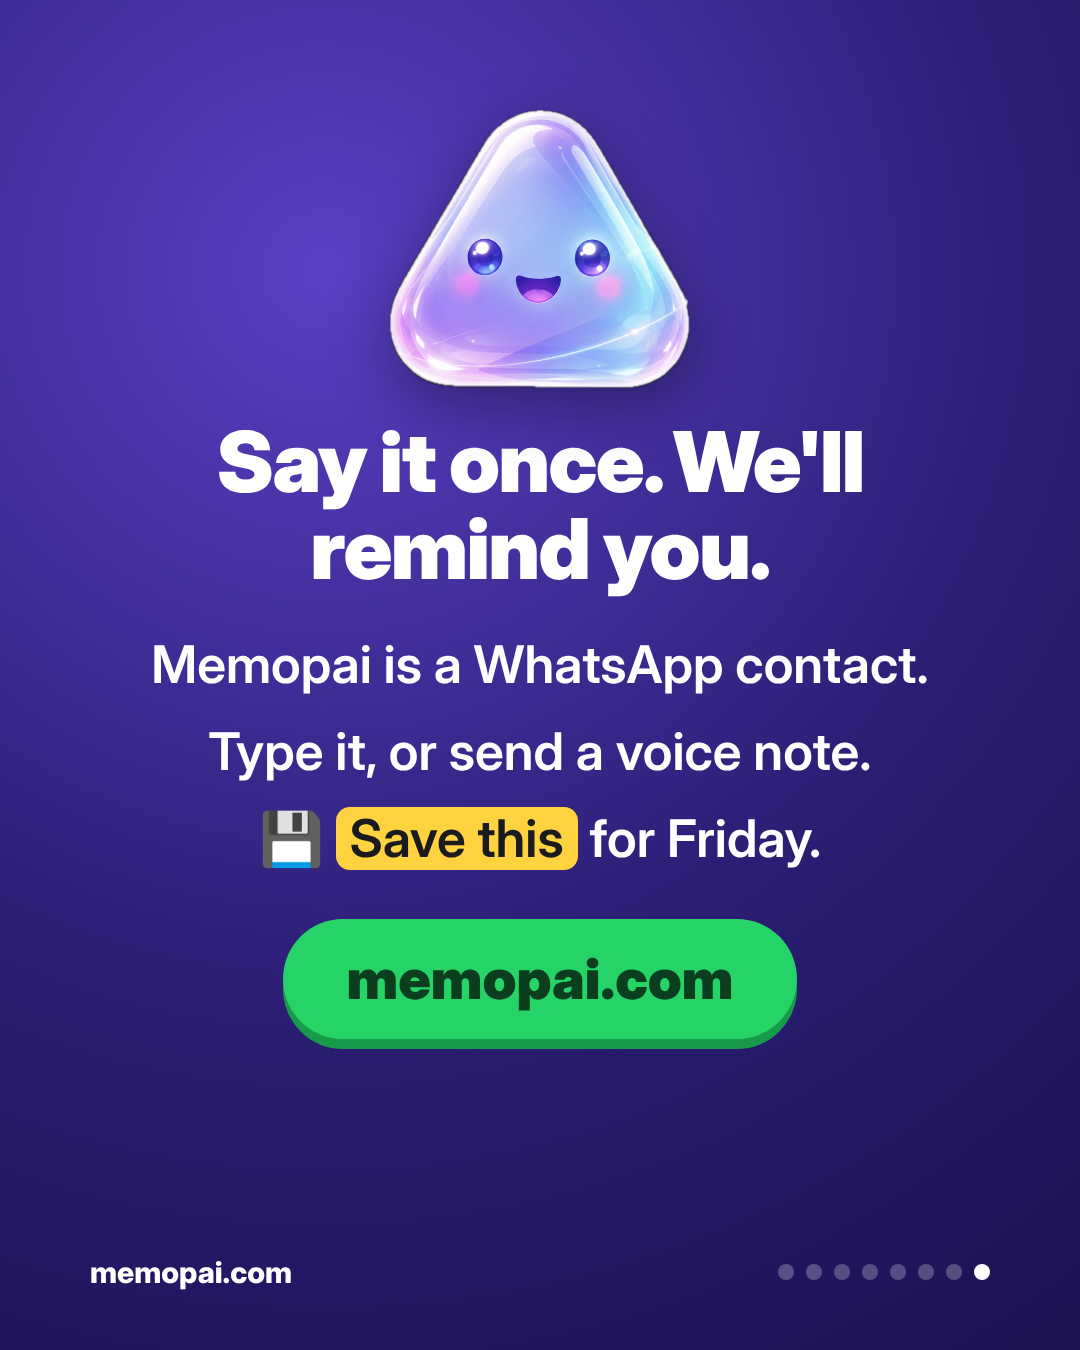 Say it once. We'll
remind you.
Memopai is a WhatsApp contact.
Type it, or send a voice note.
💾 Save this for Friday.
memopai.com
memopai.com